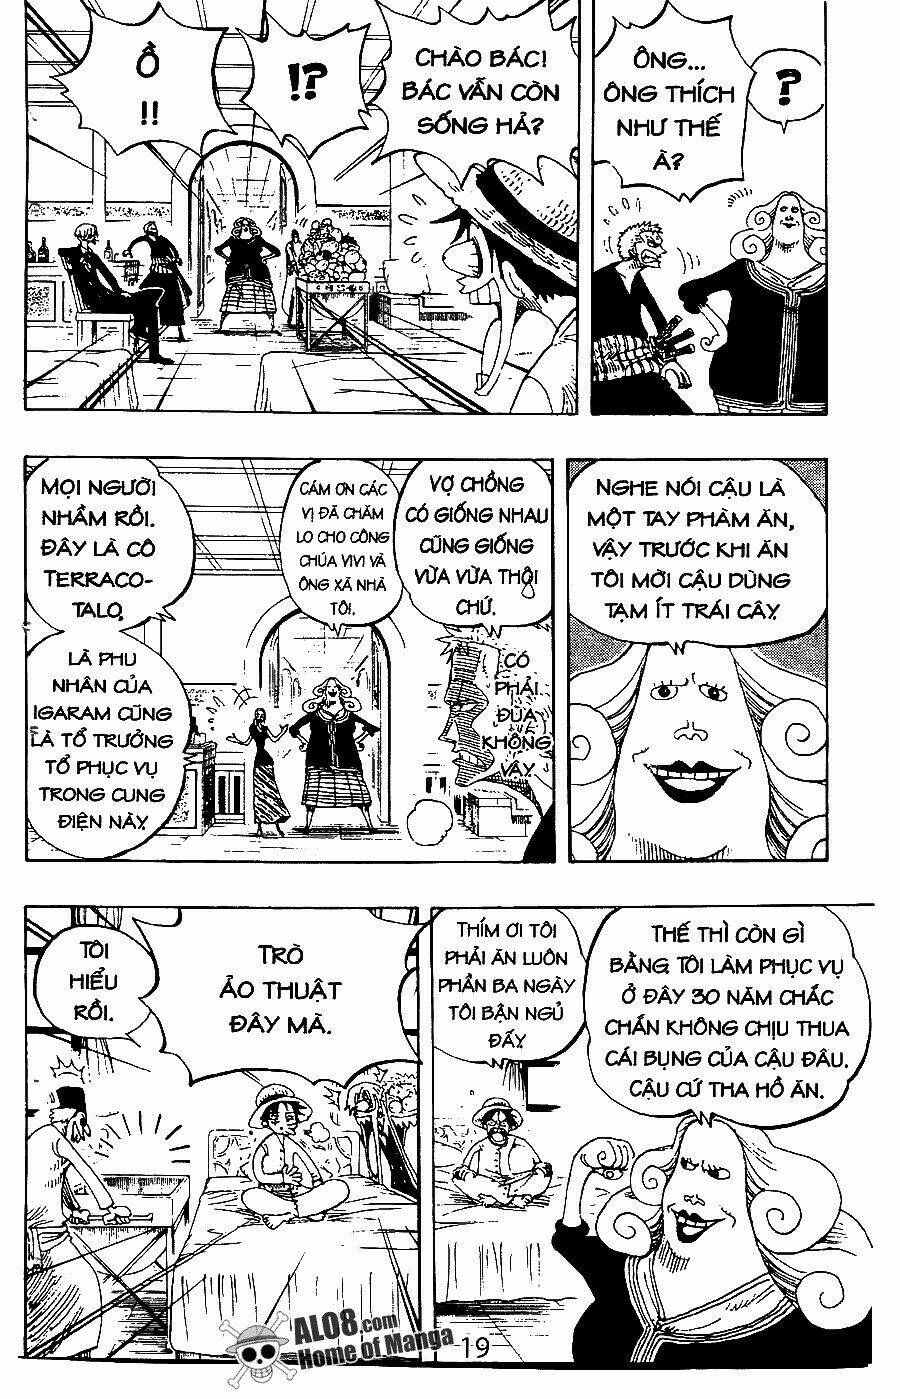 Ồ
!!
!?
CHÀO BÁC!
BÁC VẪN CÒN
SỐNG HẢ?
ÔNG...
ÔNG THÍCH
NHƯ THẾ
À?
?
MỌI NGƯỜI
NHẦM RỒI.
ĐÂY LÀ CÔ
TERRACO-
TALO,
LÀ PHU
NHÂN CỦA
IGARAM CŨNG
LÀ TỔ TRƯỞNG
TỔ PHỤC VỤ
TRONG CUNG
ĐIỆN NÀY.
CÁM ƠN CÁC
VỊ ĐÃ CHĂM
LO CHO CÔNG
CHÚA VIVI VÀ
ÔNG XÃ NHÀ
TÔI.
VỢ CHỒNG
CÓ GIỐNG NHAU
CŨNG GIỐNG
VỪA VỪA THÔI
CHỨ.
CÓ
PHẢI
ĐÙA
KHÔNG
VẬY.
NGHE NÓI CẬU LÀ
MỘT TAY PHÀM ĂN,
VẬY TRƯỚC KHI ĂN
TÔI MỜI CẬU DÙNG
TẠM ÍT TRÁI CÂY.
TÔI
HIỂU
RỒI.
TRÒ
ẢO THUẬT
ĐÂY MÀ.
THÍM ƠI TÔI
PHẢI ĂN LUÔN
PHẦN BA NGÀY
TÔI BẬN NGỦ
ĐẤY.
THẾ THÌ CÒN GÌ
BẰNG. TÔI LÀM PHỤC VỤ
Ở ĐÂY 30 NĂM CHẮC
CHẮN KHÔNG CHỊU THUA
CÁI BỤNG CỦA CẬU ĐÂU.
CẬU CỨ THA HỒ ĂN.
AL08.com
Home of Manga
19